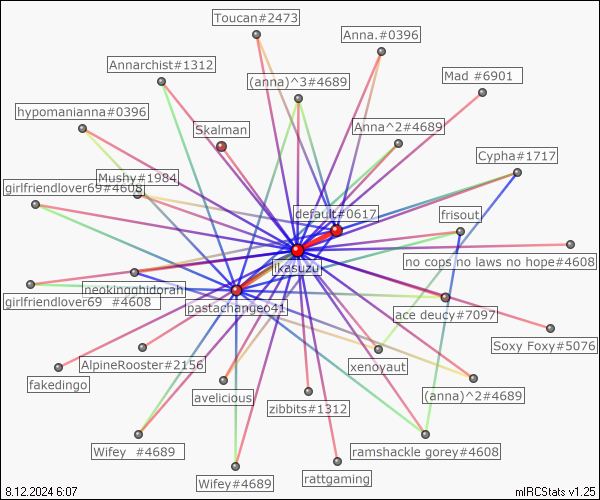 Toucan#2473
Anna.#0396
Annarchist#1312
(anna)^3#4689
Mad #6901
hypomanianna#0396
Skalman
Anna^2#4689
Cypha#1717
Mushy#1984
girlfriendlover69#4608
default#0617
frisout
likasuzu
no cops no laws no hope#4608
neokingghidorah
girlfriendlover69 #4608
pastachange041
ace deucy#7097
Soxy Foxy#5076
AlpineRooster#2156
xenoyaut
fakedingo
avelicious
(anna)^2#4689
zibbits#1312
Wifey #4689
ramshackle gorey#4608
Wifey#4689
rattgaming
8.12.2024 6:07
mIRCStats v1.25